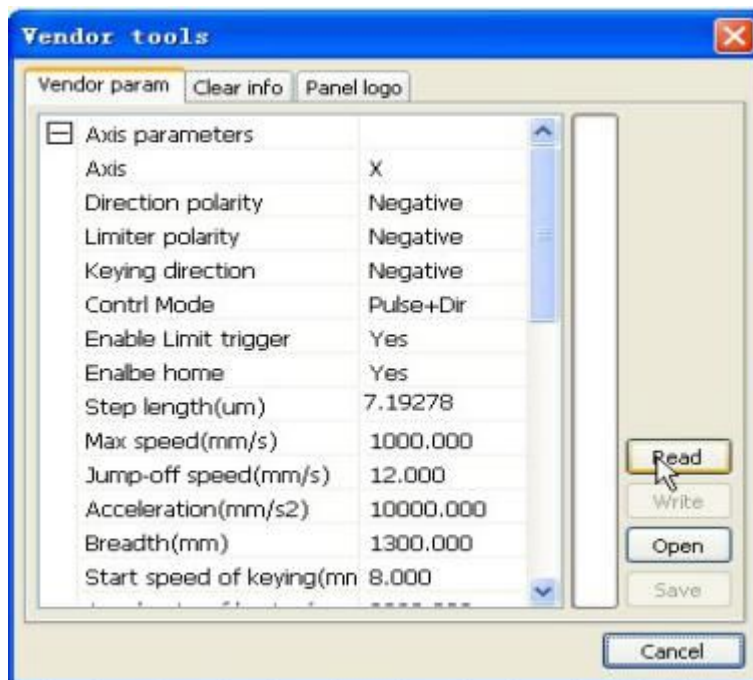 Vendor tools
Vendor param Clear info Panel logo
Axis parameters
Axis X
Direction polarity Negative
Limiter polarity Negative
Keying direction Negative
Contrl Mode Pulse+Dir
Enable Limit trigger Yes
Enalbe home Yes
Step length(um) 7.19278
Max speed(mm/s) 1000.000
Jump-off speed(mm/s) 12.000
Acceleration(mm/s2) 10000.000
Breadth(mm) 1300.000
Start speed of keying(mn 8.000
Read
Write
Open
Save
Cancel